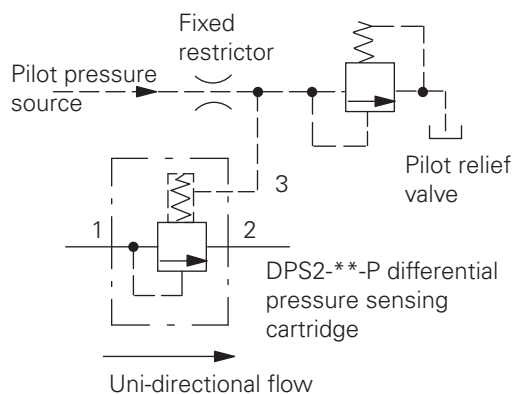 Fixed
restrictor
Pilot pressure
source
Pilot relief
valve
3
1
2
DPS2-**-P differential
pressure sensing
cartridge
Uni-directional flow